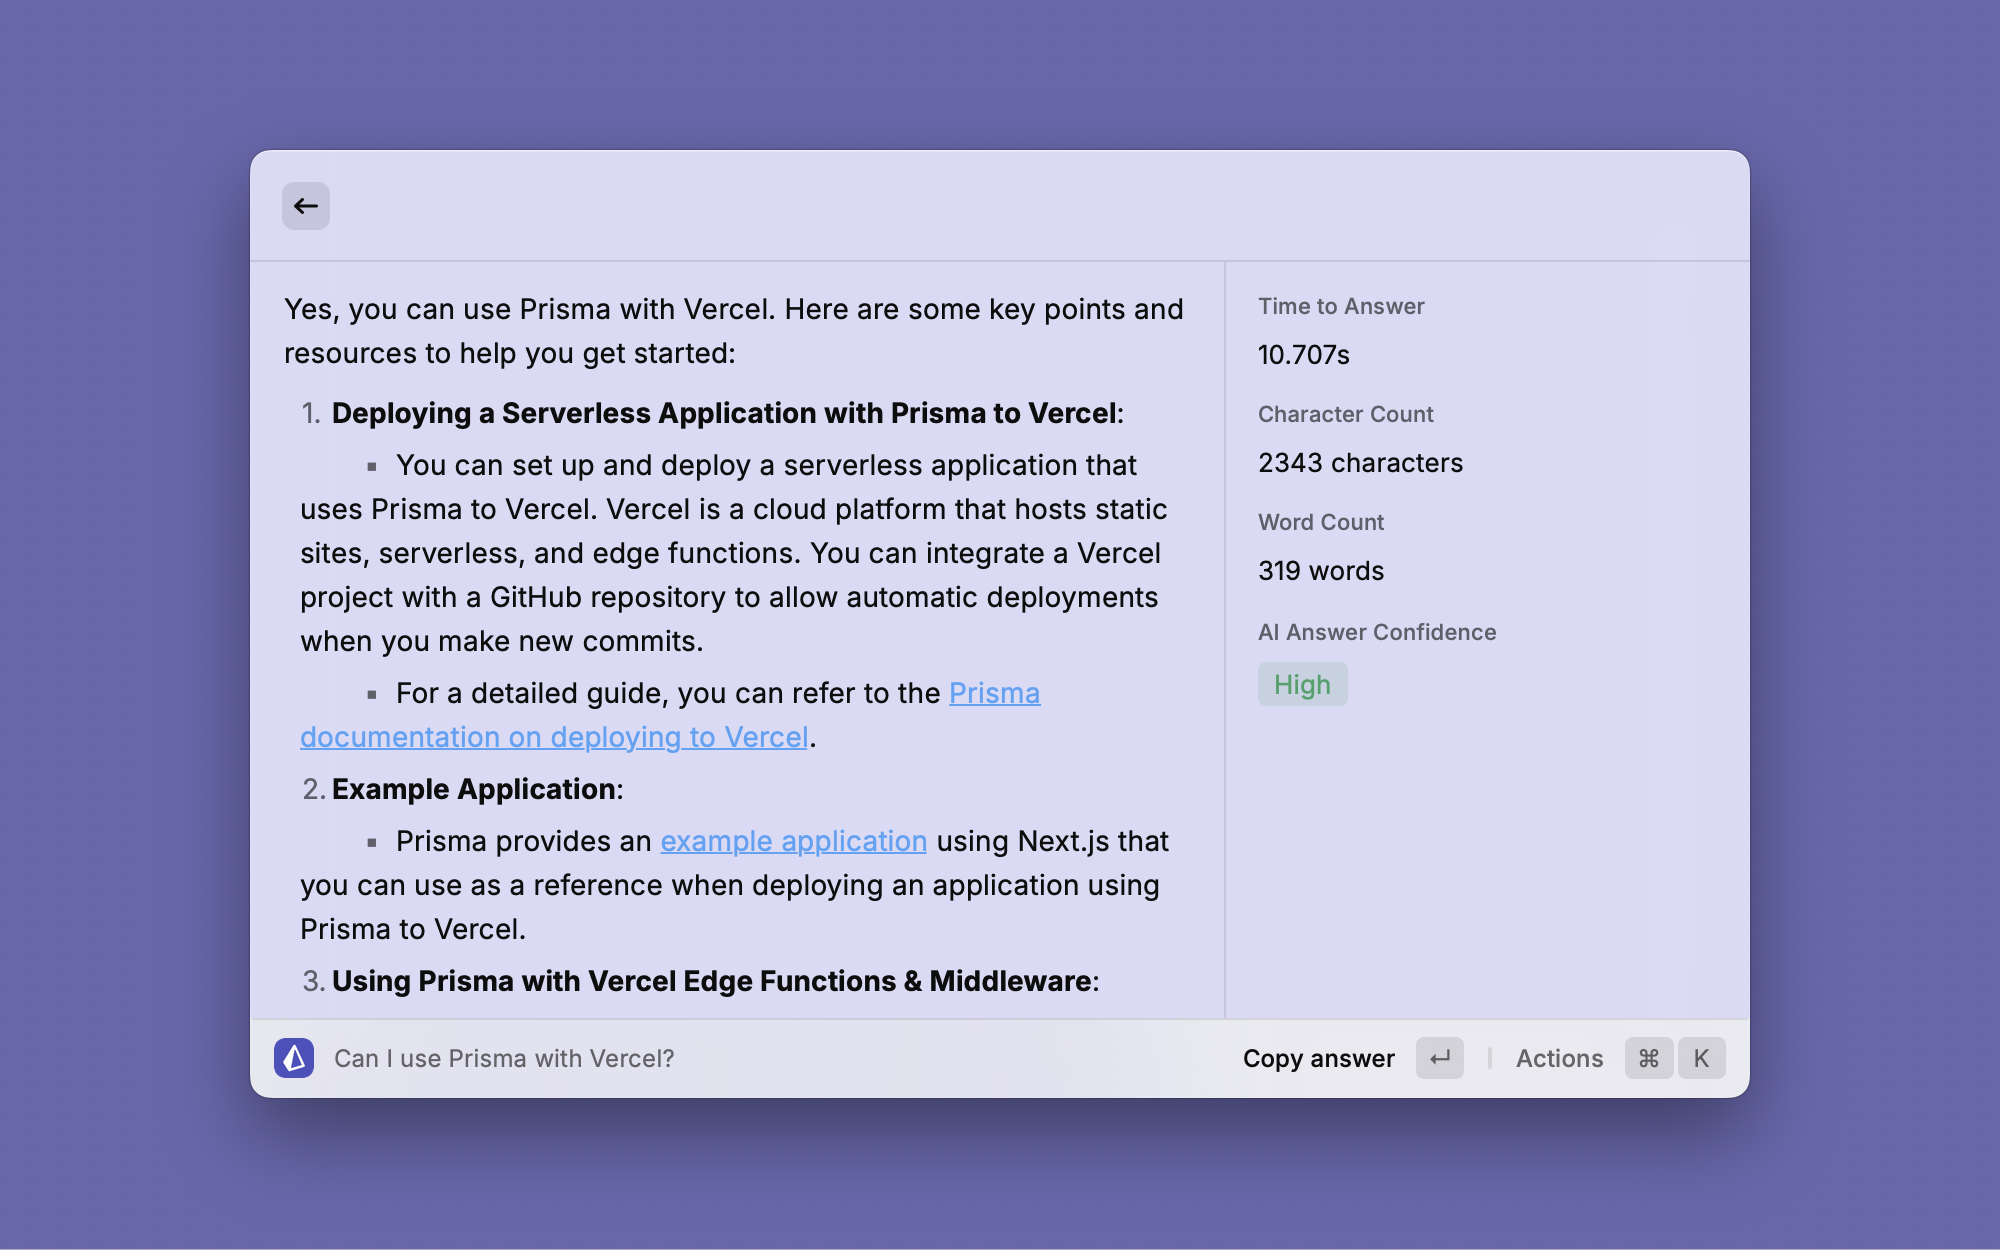 Yes, you can use Prisma with Vercel. Here are some key points and
resources to help you get started:
1. Deploying a Serverless Application with Prisma to Vercel:
▪ You can set up and deploy a serverless application that
uses Prisma to Vercel. Vercel is a cloud platform that hosts static
sites, serverless, and edge functions. You can integrate a Vercel
project with a GitHub repository to allow automatic deployments
when you make new commits.
▪ For a detailed guide, you can refer to the Prisma
documentation on deploying to Vercel.
2. Example Application:
▪ Prisma provides an example application using Next.js that
you can use as a reference when deploying an application using
Prisma to Vercel.
3. Using Prisma with Vercel Edge Functions & Middleware:
Time to Answer
10.707s
Character Count
2343 characters
Word Count
319 words
AI Answer Confidence
High
Can I use Prisma with Vercel?
Copy answer ↵ | Actions ⌘ K